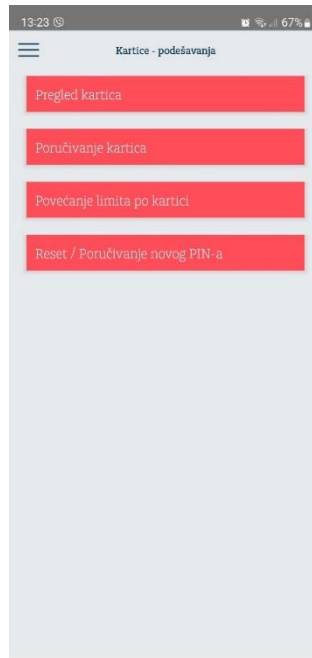 13:23
67%
Kartice - podešavanja
Pregled kartica
Poručivanje kartica
Povećanje limita po kartici
Reset / Poručivanje novog PIN-a